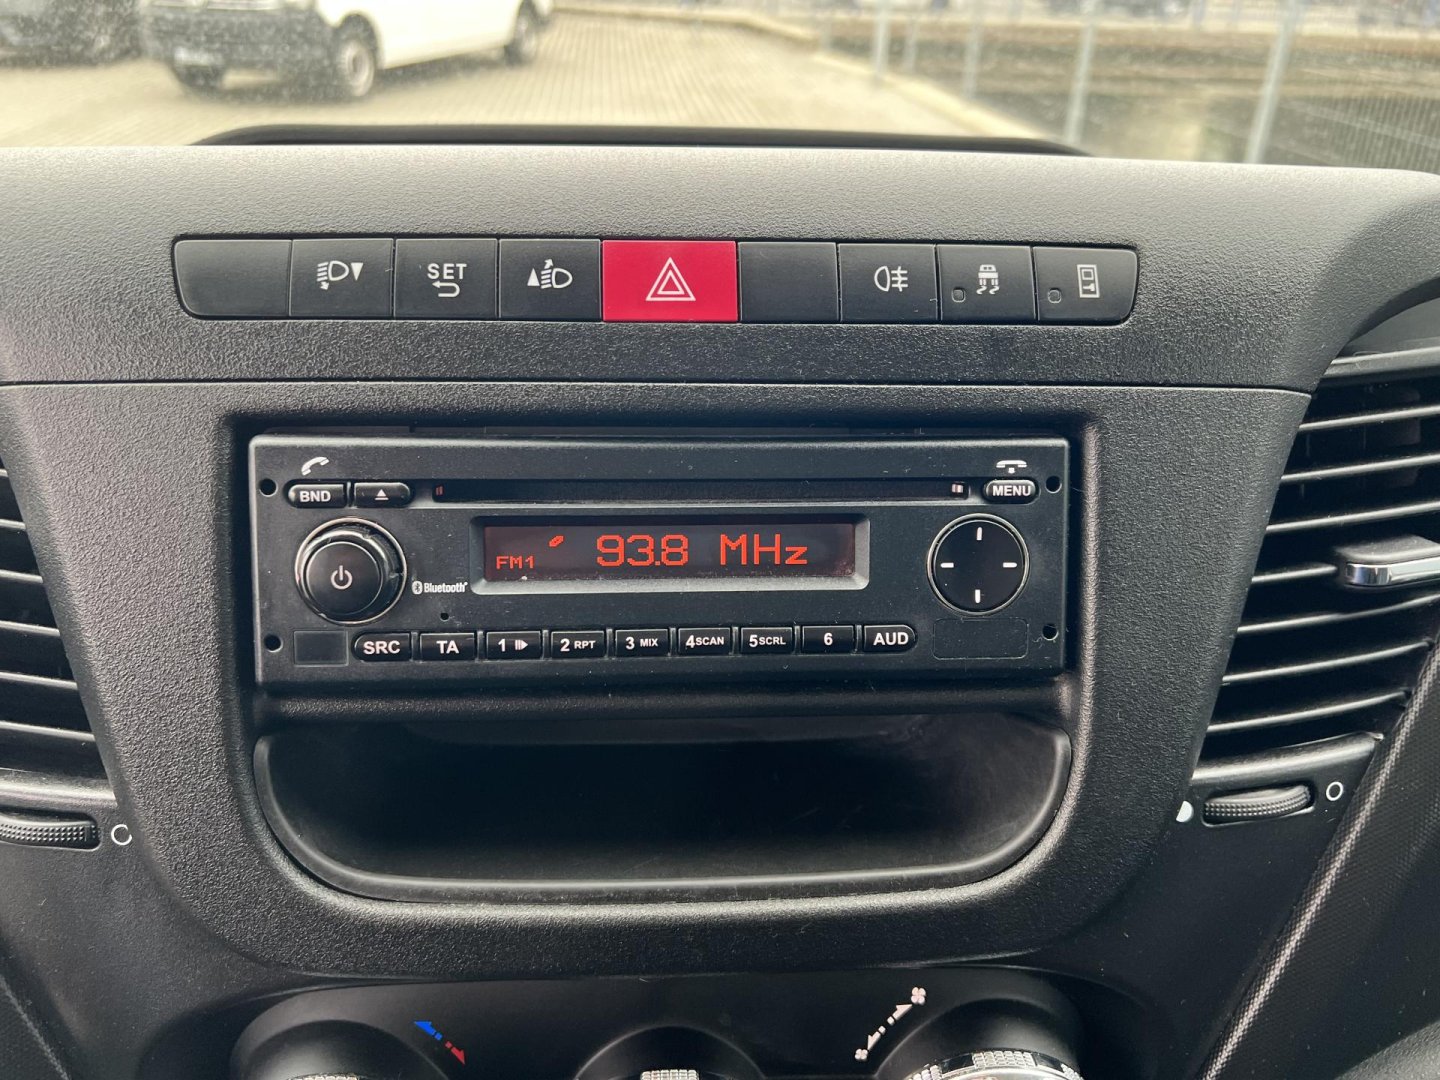 SET
BND
MENU
FM1 93.8 MHz
Bluetooth
SRC TA 1 2 RPT 3 MIX 4 SCAN 5 SCRL 6 AUD